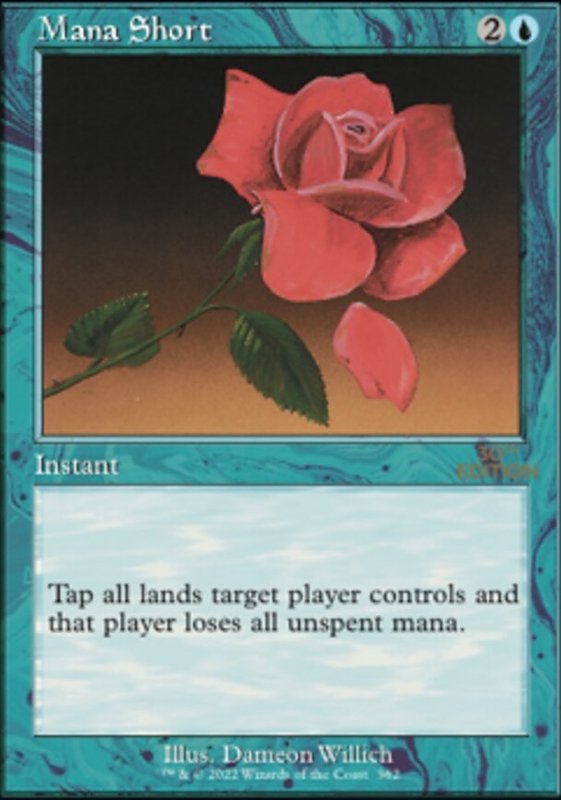 Mana Short 2
Instant
30TH EDITION
Tap all lands target player controls and
that player loses all unspent mana.
Illus. Dameon Willich
™ & © 2022 Wizards of the Coast 362